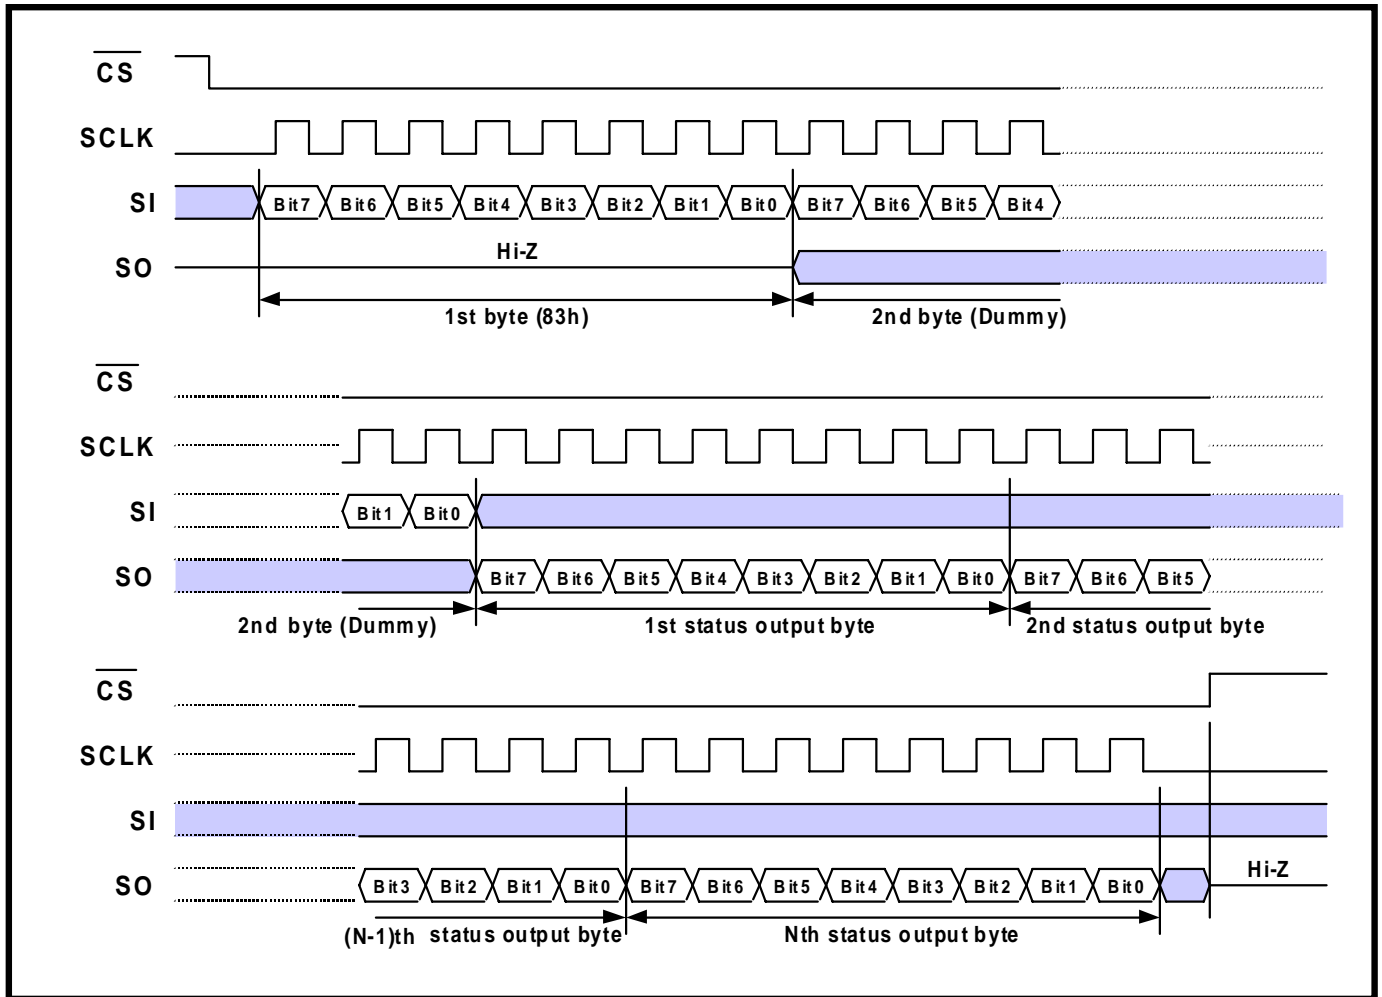 CS
SCLK
SI Bit7 Bit6 Bit5 Bit4 Bit3 Bit2 Bit1 Bit0 Bit7 Bit6 Bit5 Bit4
Hi-Z
SO
1st byte (83h) 2nd byte (Dummy)
CS
SCLK
SI Bit1 Bit0
SO Bit7 Bit6 Bit5 Bit4 Bit3 Bit2 Bit1 Bit0 Bit7 Bit6 Bit5
2nd byte (Dummy) 1st status output byte 2nd status output byte
CS
SCLK
SI
SO Bit3 Bit2 Bit1 Bit0 Bit7 Bit6 Bit5 Bit4 Bit3 Bit2 Bit1 Bit0 Hi-Z
(N-1)th status output byte Nth status output byte